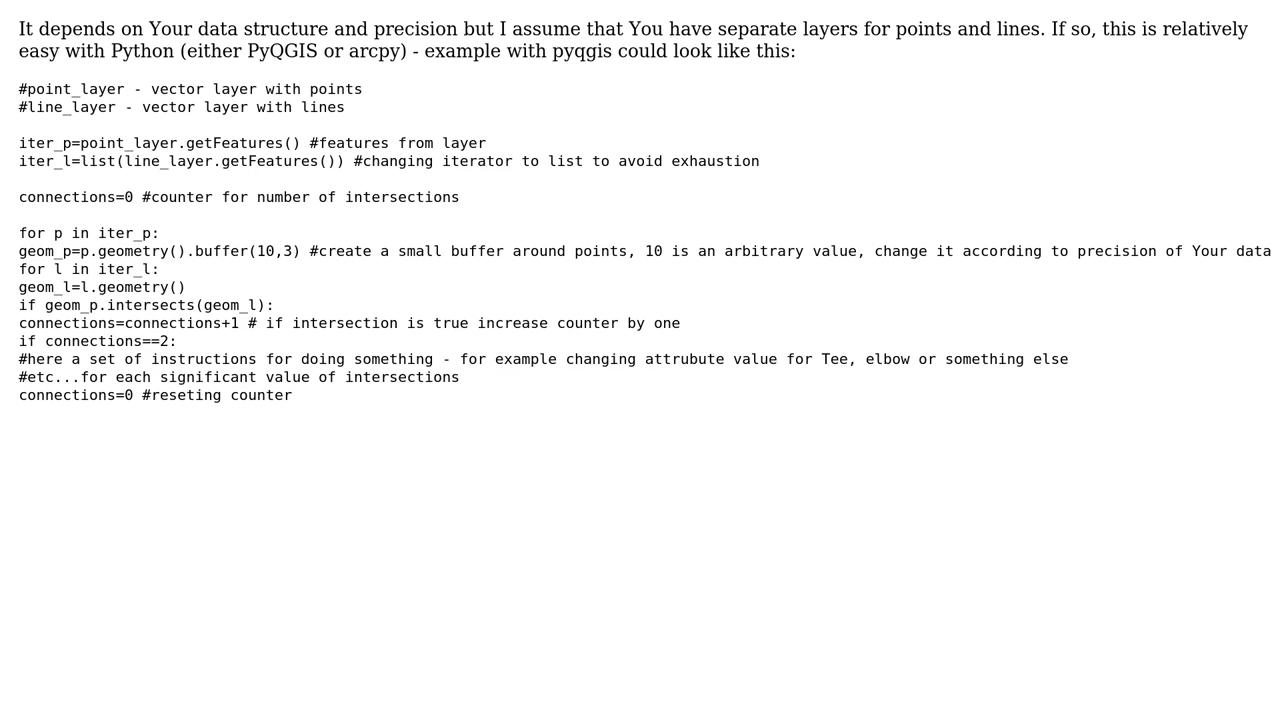 It depends on Your data structure and precision but I assume that You have separate layers for points and lines. If so, this is relatively
easy with Python (either PyQGIS or arcpy) - example with pyqgis could look like this:
#point_layer - vector layer with points
#line_layer - vector layer with lines
iter_p=point_layer.getFeatures() #features from layer
iter_l=list(line_layer.getFeatures()) #changing iterator to list to avoid exhaustion
connections=0 #counter for number of intersections
for p in iter_p:
geom_p=p.geometry().buffer(10,3) #create a small buffer around points, 10 is an arbitrary value, change it according to precision of Your data
for l in iter_l:
geom_l=l.geometry()
if geom_p.intersects(geom_l):
connections=connections+1 # if intersection is true increase counter by one
if connections==2:
#here a set of instructions for doing something - for example changing attrubute value for Tee, elbow or something else
#etc...for each significant value of intersections
connections=0 #reseting counter